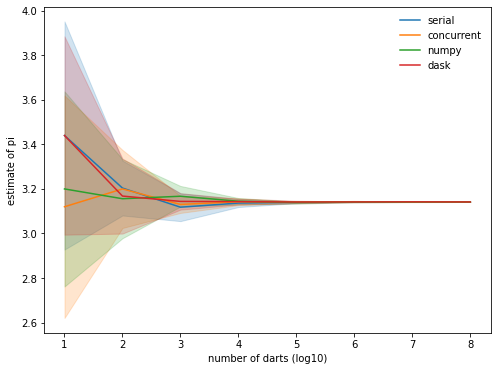 4.0
3.8
3.6
3.4
3.2
3.0
2.8
2.6
estimate of pi
serial
concurrent
numpy
dask
1 2 3 4 5 6 7 8
number of darts (log10)